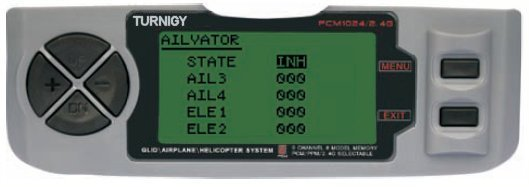 TURNIGY
PCM1024/2.4G
AILVATOR
STATE INH
AIL3 000
AIL4 000
ELE1 000
ELE2 000
UP
+
-
DN
MENU
EXIT
GLID\AIRPLANE\HELICOPTER SYSTEM
9 CHANNEL 8 MODEL MEMORY
PCM/PPM/2.4G SELECTABLE